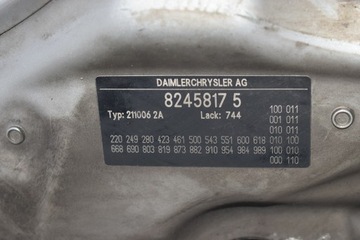 DAIMLERCHRYSLER AG
8245817 5
Typ: 211006 2A Lack: 744
100 011
001 011
010 011
220 249 280 423 461 500 543 551 600 618 010 100
668 690 803 819 873 882 910 954 984 989 100 010
000 110